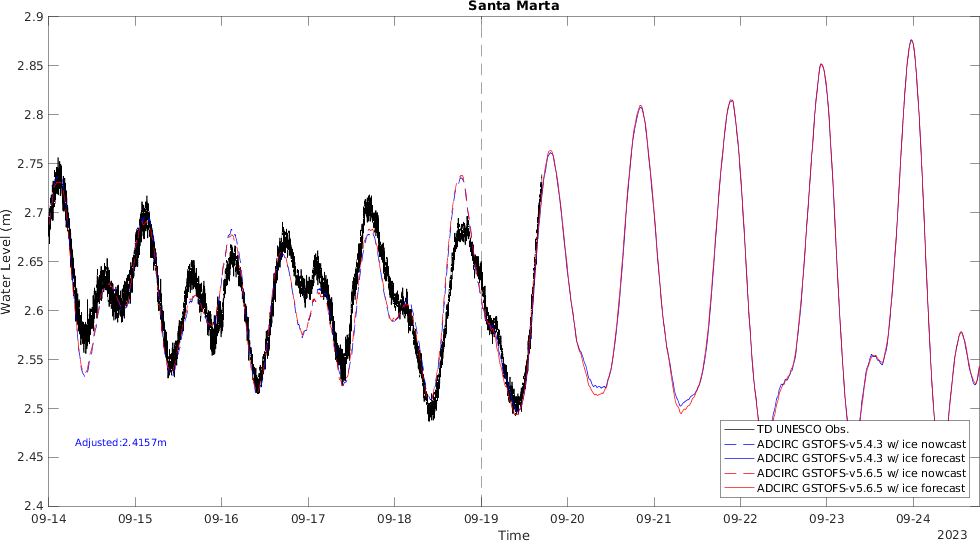 Santa Marta
2.9
2.85
2.8
2.75
2.7
2.65
2.6
2.55
2.5
2.45
2.4
Water Level (m)
Adjusted:2.4157m
TD UNESCO Obs.
ADCIRC GSTOFS-v5.4.3 w/ ice nowcast
ADCIRC GSTOFS-v5.4.3 w/ ice forecast
ADCIRC GSTOFS-v5.6.5 w/ ice nowcast
ADCIRC GSTOFS-v5.6.5 w/ ice forecast
09-14 09-15 09-16 09-17 09-18 09-19 09-20 09-21 09-22 09-23 09-24
Time
2023